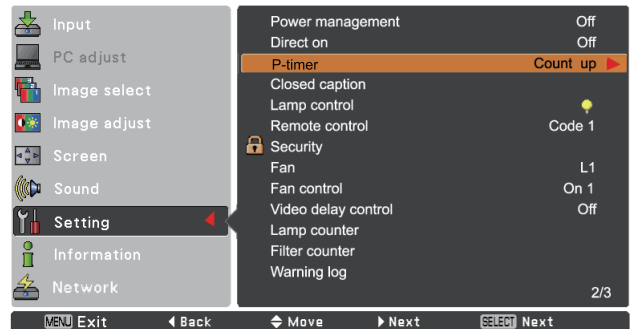 Input
PC adjust
Image select
Image adjust
Screen
Sound
Setting
Information
Network
Power management Off
Direct on Off
P-timer Count up
Closed caption
Lamp control
Remote control Code 1
Security
Fan L1
Fan control On 1
Video delay control Off
Lamp counter
Filter counter
Warning log
2/3
MENU Exit Back Move Next SELECT Next